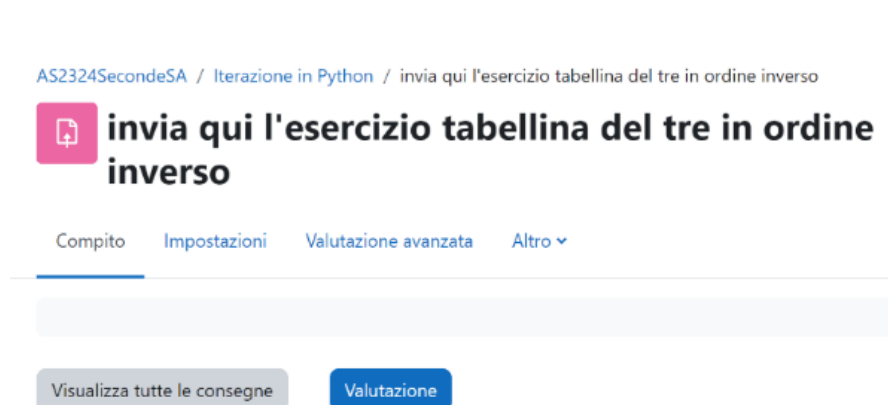 AS2324SecondeSA / Iterazione in Python / invia qui l'esercizio tabellina del tre in ordine inverso
invia qui l'esercizio tabellina del tre in ordine
inverso
Compito Impostazioni Valutazione avanzata Altro
Visualizza tutte le consegne Valutazione